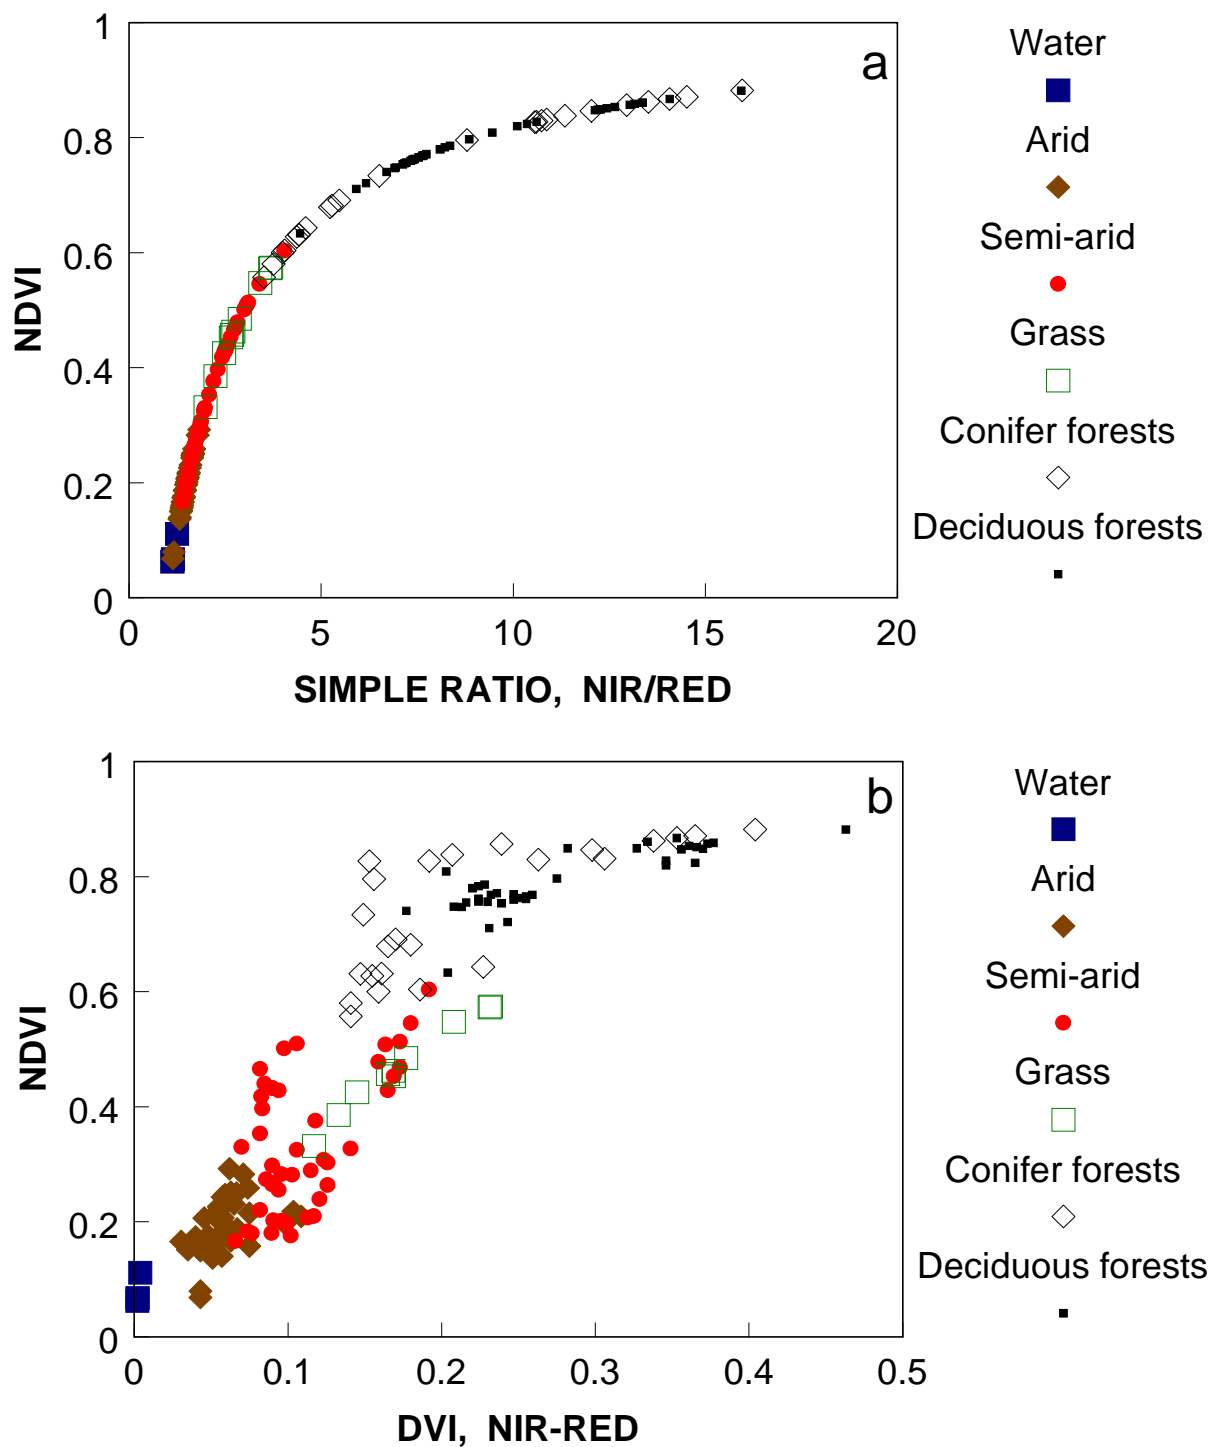 1
a
0.8
0.6
0.4
0.2
0
NDVI
0
5
10
15
20
SIMPLE RATIO, NIR/RED
Water
Arid
Semi-arid
Grass
Conifer forests
Deciduous forests
1
b
0.8
0.6
0.4
0.2
0
NDVI
0
0.1
0.2
0.3
0.4
0.5
DVI, NIR-RED
Water
Arid
Semi-arid
Grass
Conifer forests
Deciduous forests